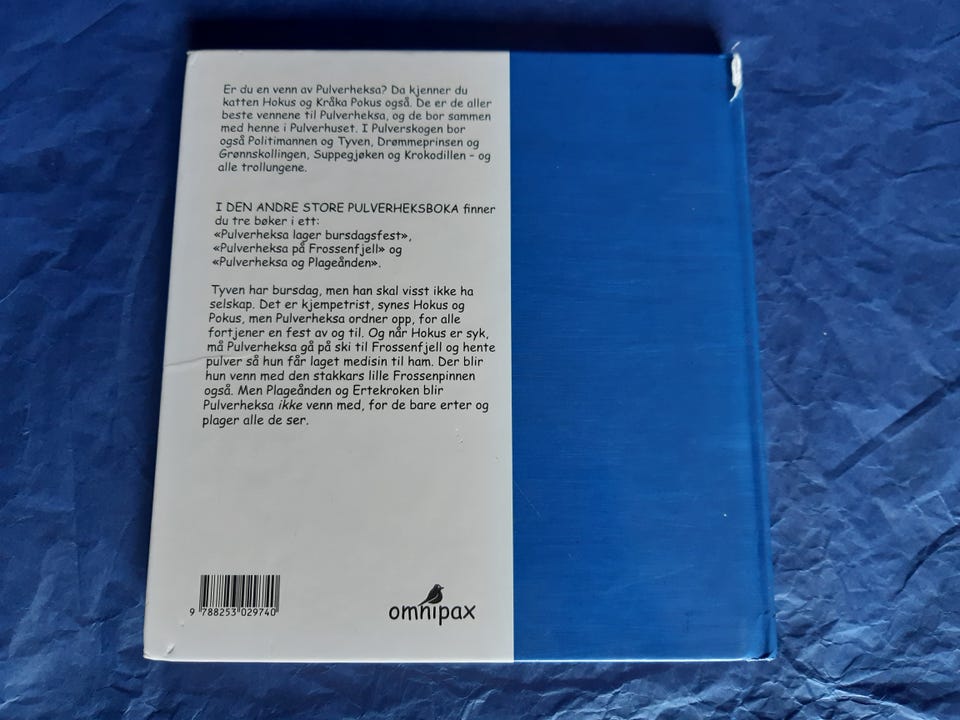 Er du en venn av Pulverheksa? Da kjenner du
katten Hokus og Kråka Pokus også. De er de aller
beste vennene til Pulverheksa, og de bor sammen
med henne i Pulverhuset. I Pulverskogen bor
også Politimannen og Tyven, Drømmeprinsen og
Grønnskollingen, Suppegjøken og Krokodillen – og
alle trollungene.
I DEN ANDRE STORE PULVERHEKSBOKA finner
du tre bøker i ett:
«Pulverheksa lager bursdagsfest»,
«Pulverheksa på Frossenfjell» og
«Pulverheksa og Plageånden».
Tyven har bursdag, men han skal visst ikke ha
selskap. Det er kjempetrist, synes Hokus og
Pokus, men Pulverheksa ordner opp, for alle
fortjener en fest av og til. Og når Hokus er syk,
må Pulverheksa gå på ski til Frossenfjell og hente
pulver så hun får laget medisin til ham. Der blir
hun venn med den stakkars lille Frossenpinnen
også. Men Plageånden og Ertekroken blir
Pulverheksa ikke venn med, for de bare erter og
plager alle de ser.
9 788253 029740
omnipax